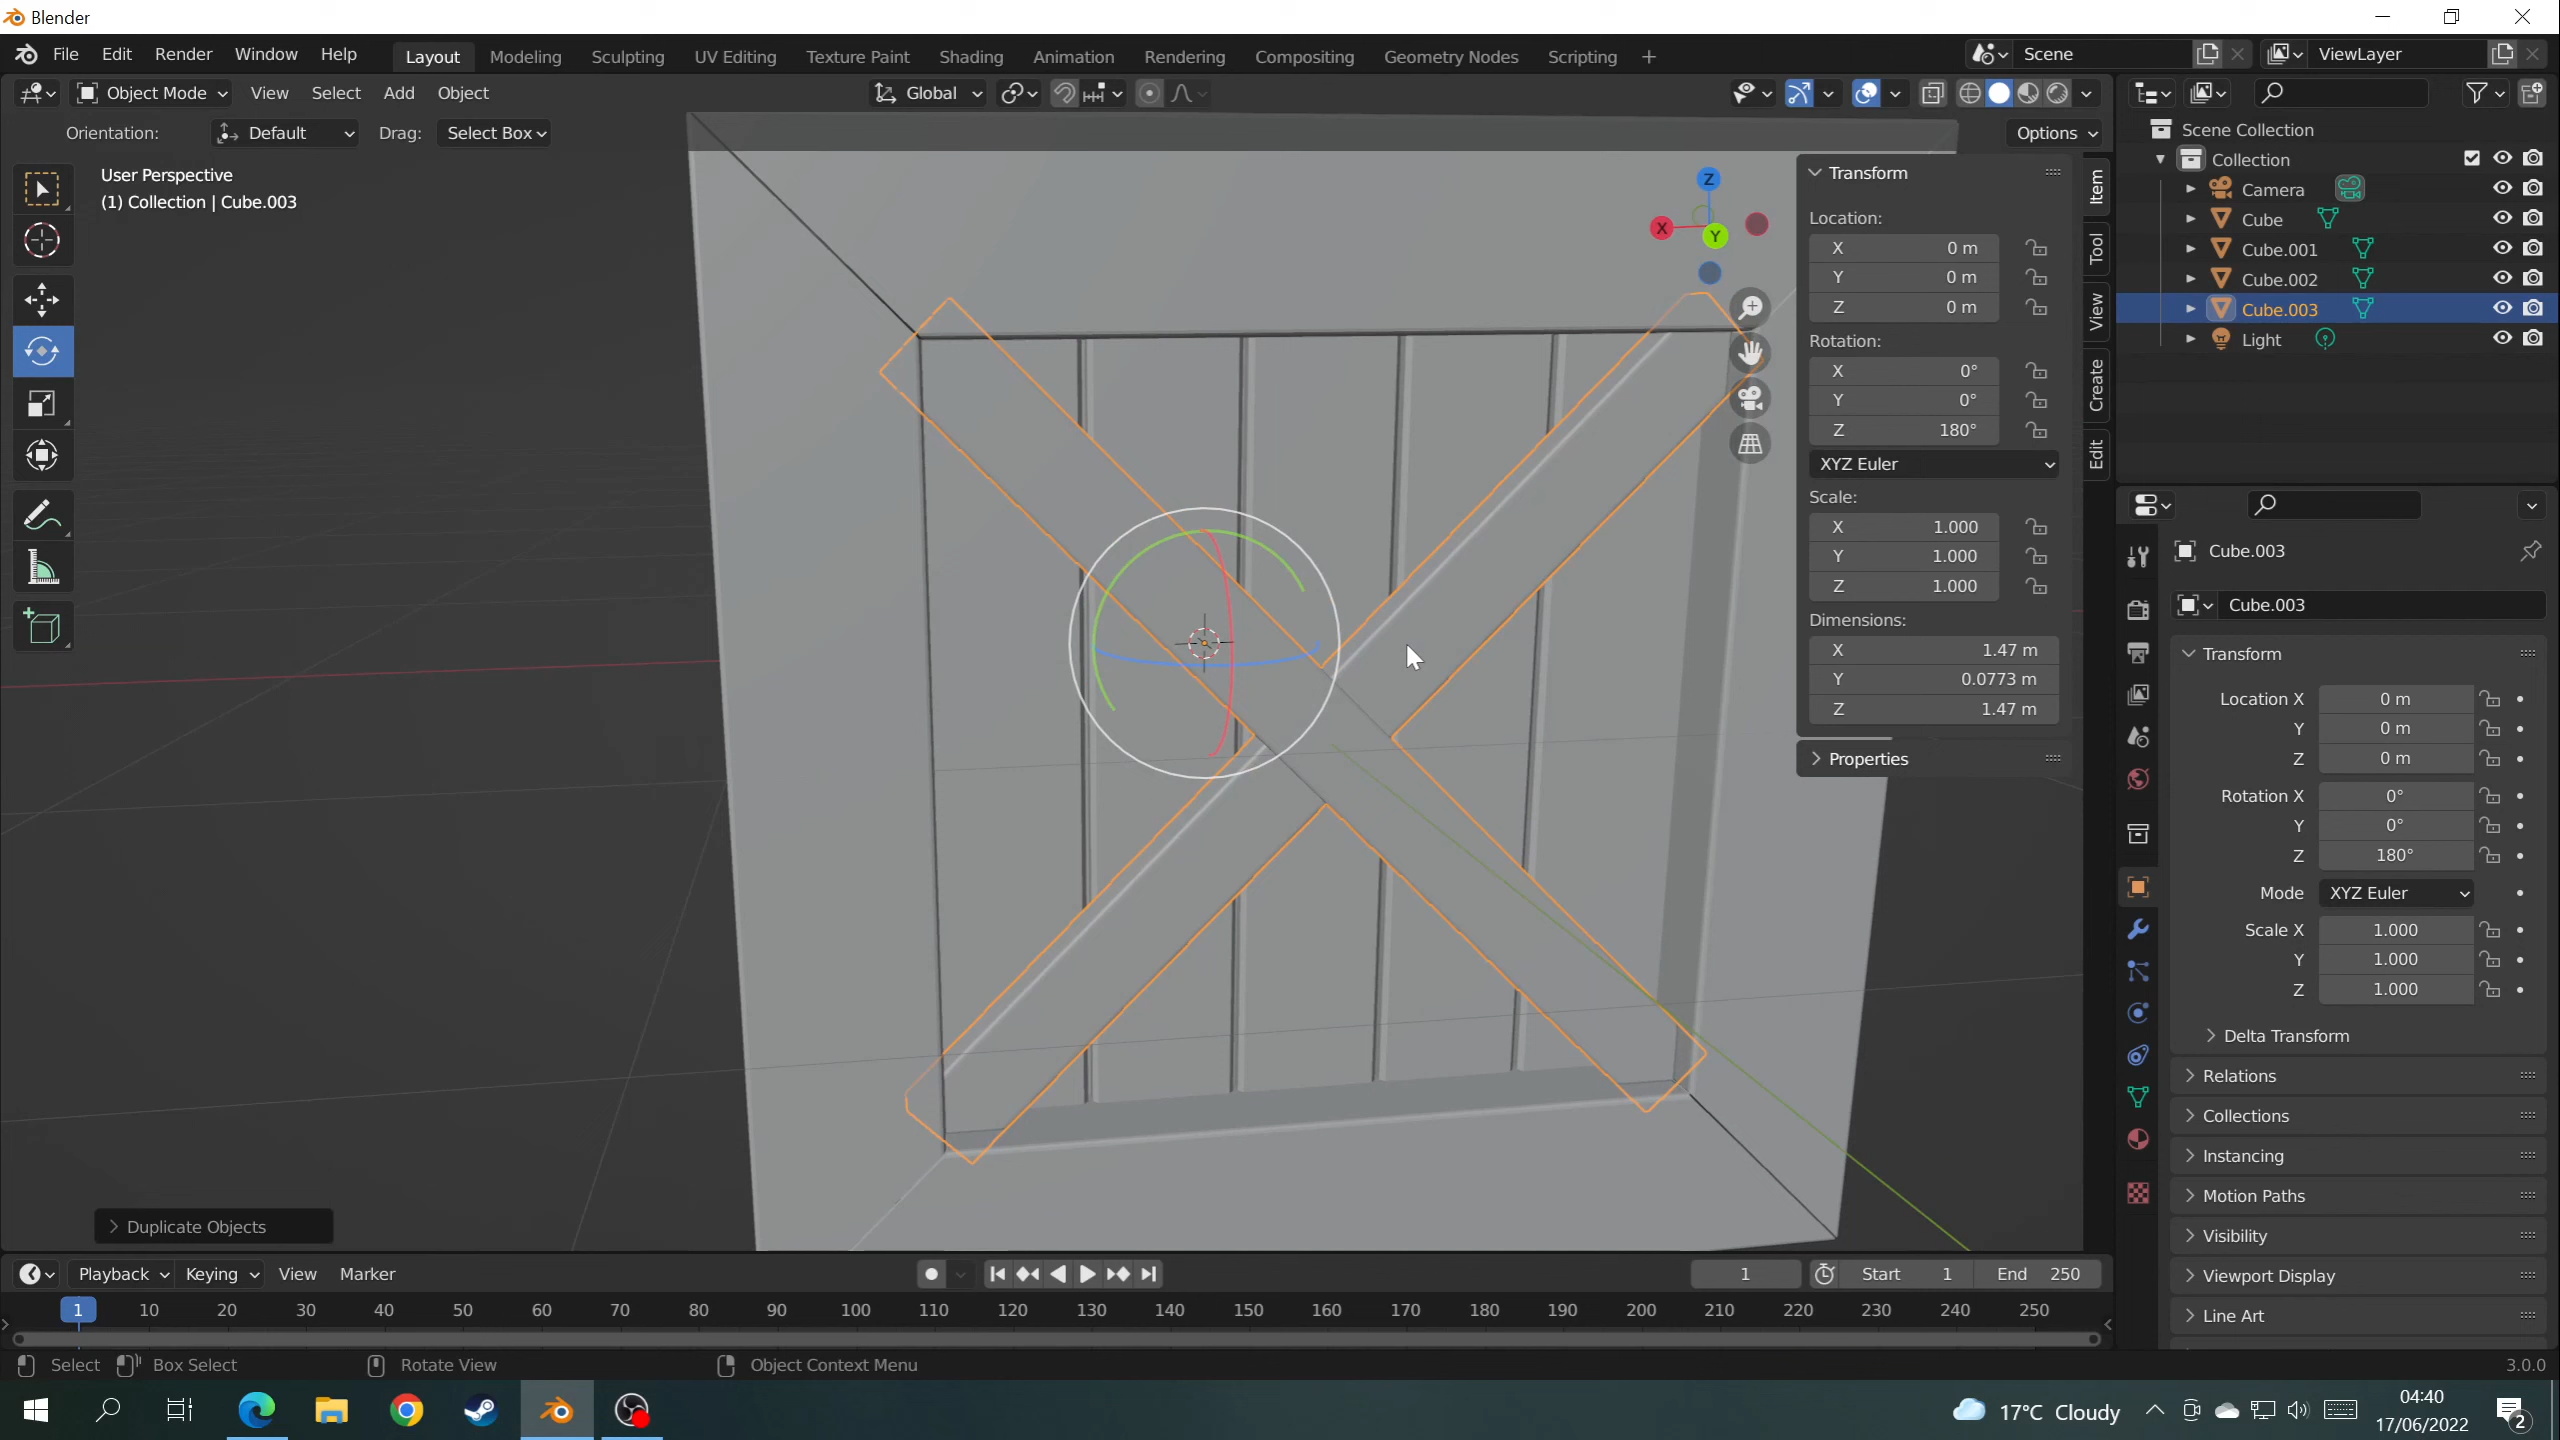 Blender
File Edit Render Window Help Layout Modeling Sculpting UV Editing Texture Paint Shading Animation Rendering Compositing Geometry Nodes Scripting + Scene ViewLayer
Object Mode View Select Add Object Global
Orientation: Default Drag: Select Box Options
User Perspective
(1) Collection | Cube.003
Z
X
Y
Transform
Location:
X 0 m
Y 0 m
Z 0 m
Rotation:
X 0°
Y 0°
Z 180°
XYZ Euler
Scale:
X 1.000
Y 1.000
Z 1.000
Dimensions:
X 1.47 m
Y 0.0773 m
Z 1.47 m
Properties
Item
Tool
View
Create
Edit
Scene Collection
Collection
Camera
Cube
Cube.001
Cube.002
Cube.003
Light
Cube.003
Cube.003
Transform
Location X 0 m
Y 0 m
Z 0 m
Rotation X 0°
Y 0°
Z 180°
Mode XYZ Euler
Scale X 1.000
Y 1.000
Z 1.000
Delta Transform
Relations
Collections
Instancing
Motion Paths
Visibility
Viewport Display
Line Art
Duplicate Objects
Playback Keying View Marker 1 Start 1 End 250
1 10 20 30 40 50 60 70 80 90 100 110 120 130 140 150 160 170 180 190 200 210 220 230 240 250
Select Box Select Rotate View Object Context Menu 3.0.0
17°C Cloudy
04:40
17/06/2022
2